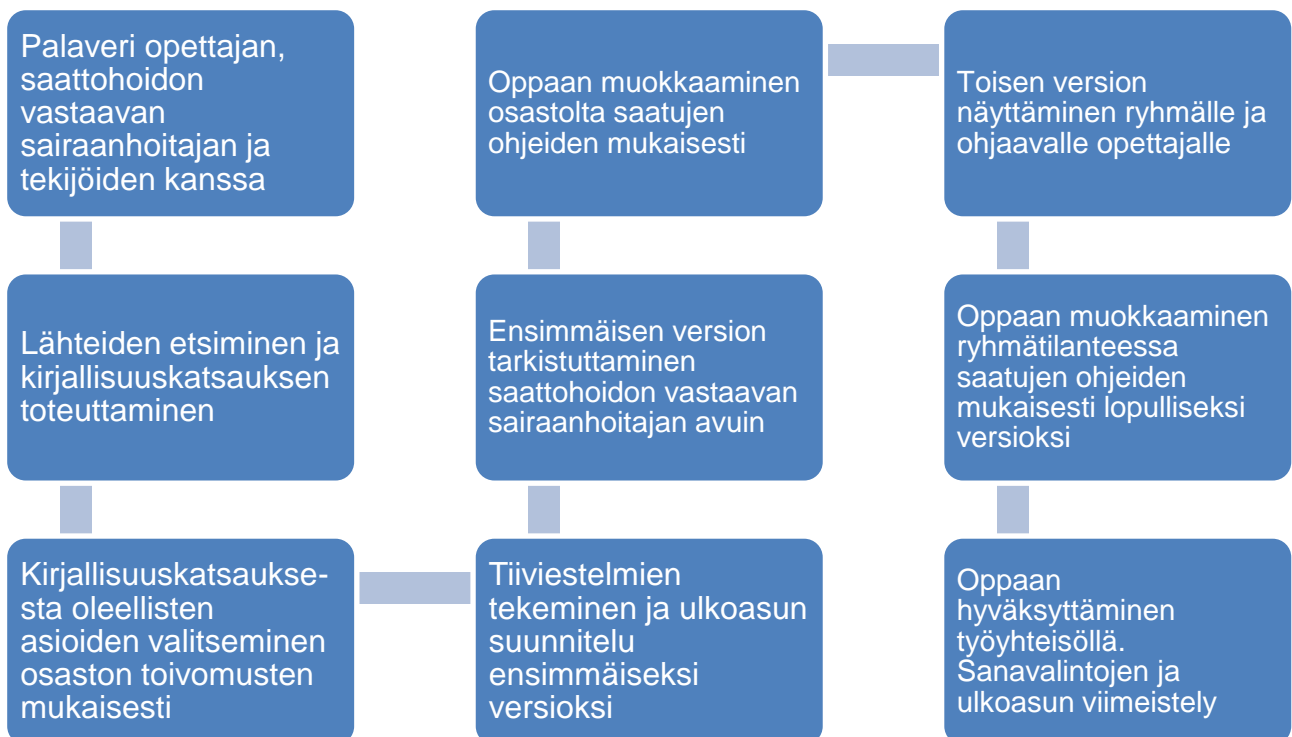 Palaveri opettajan,
saattohoidon
vastaavan
sairaanhoitajan ja
tekijöiden kanssa
Lähteiden etsiminen ja
kirjallisuuskatsauksen
toteuttaminen
Kirjallisuuskatsaukse-
sta oleellisten
asioiden valitseminen
osaston toivomusten
mukaisesti
Tiiviestelmien
tekeminen ja ulkoasun
suunnitelu
ensimmäiseksi
versioksi
Ensimmäisen version
tarkistuttaminen
saattohoidon vastaavan
sairaanhoitajan avuin
Oppaan muokkaaminen
osastolta saatujen
ohjeiden mukaisesti
Toisen version
näyttäminen ryhmälle ja
ohjaavalle opettajalle
Oppaan muokkaaminen
ryhmätilanteessa
saatujen ohjeiden
mukaisesti lopulliseksi
versioksi
Oppaan
hyväksyttäminen
työyhteisöllä.
Sanavalintojen ja
ulkoasun viimeistely